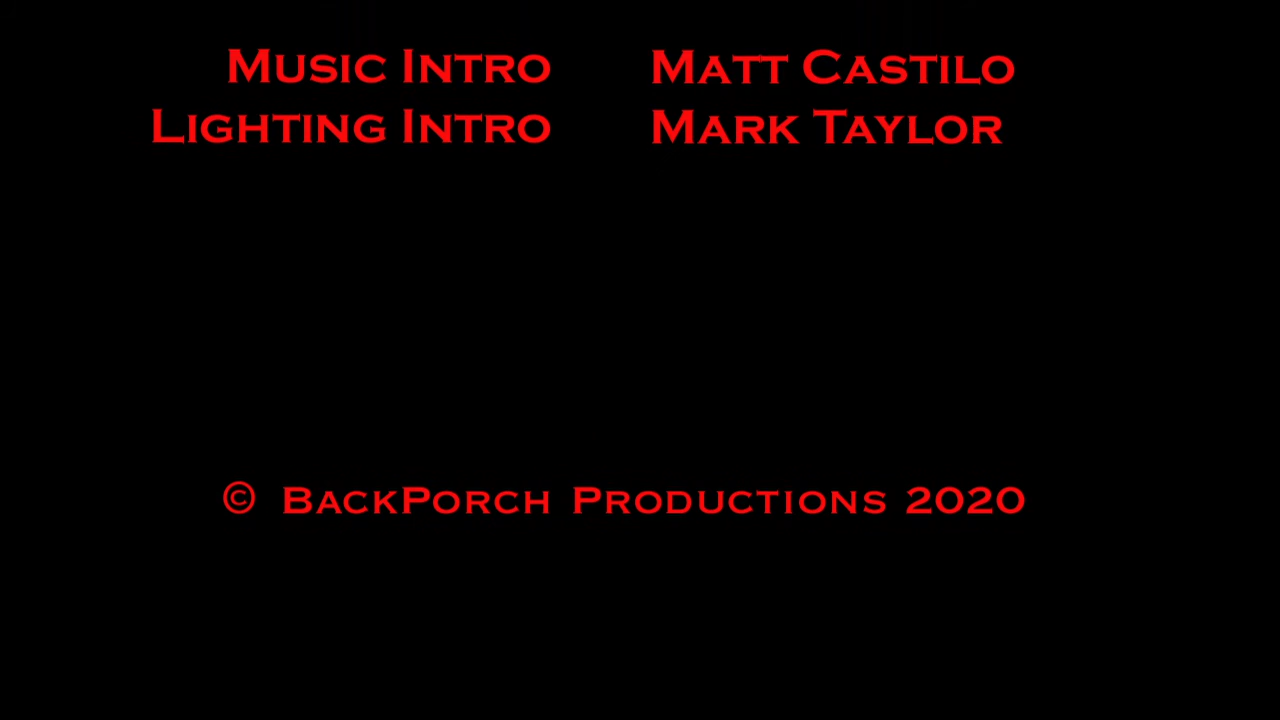 Music Intro Matt Castilo
Lighting Intro Mark Taylor
© BackPorch Productions 2020